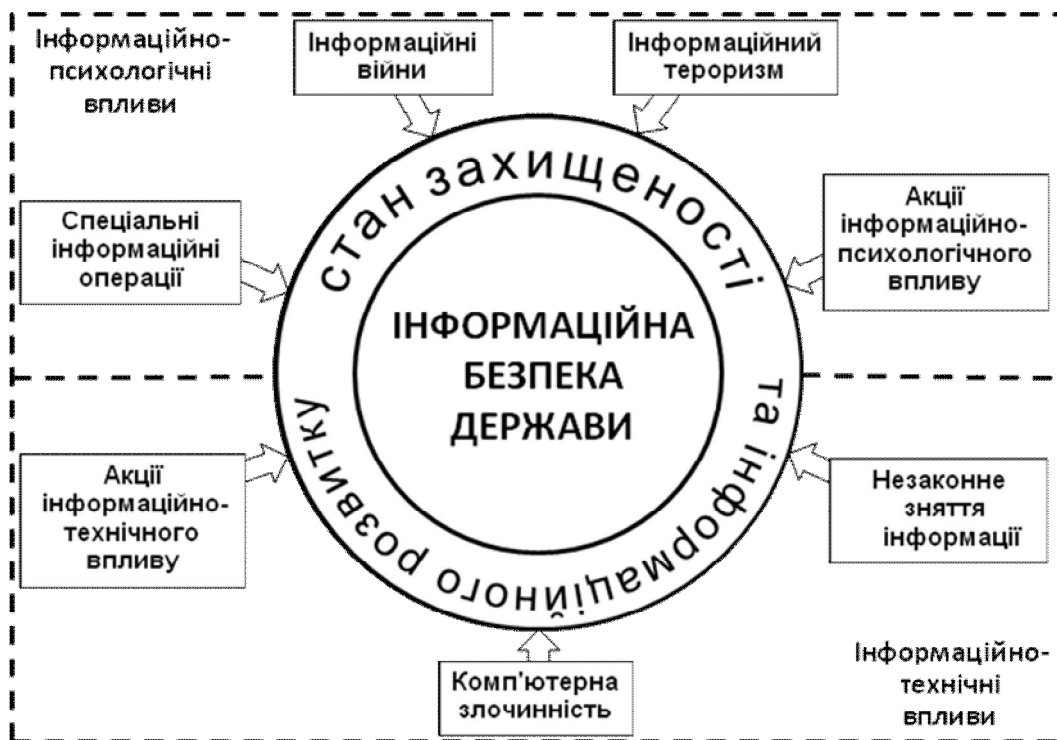 Інформаційно-
психологічні
впливи
Інформаційні
війни
Інформаційний
тероризм
Спеціальні
інформаційні
операції
Акції
інформаційно-
психологічного
впливу
стан захищеності
та інформаційного розвитку
ІНФОРМАЦІЙНА
БЕЗПЕКА
ДЕРЖАВИ
Акції
інформаційно-
технічного
впливу
Незаконне
зняття
інформації
Комп'ютерна
злочинність
Інформаційно-
технічні
впливи